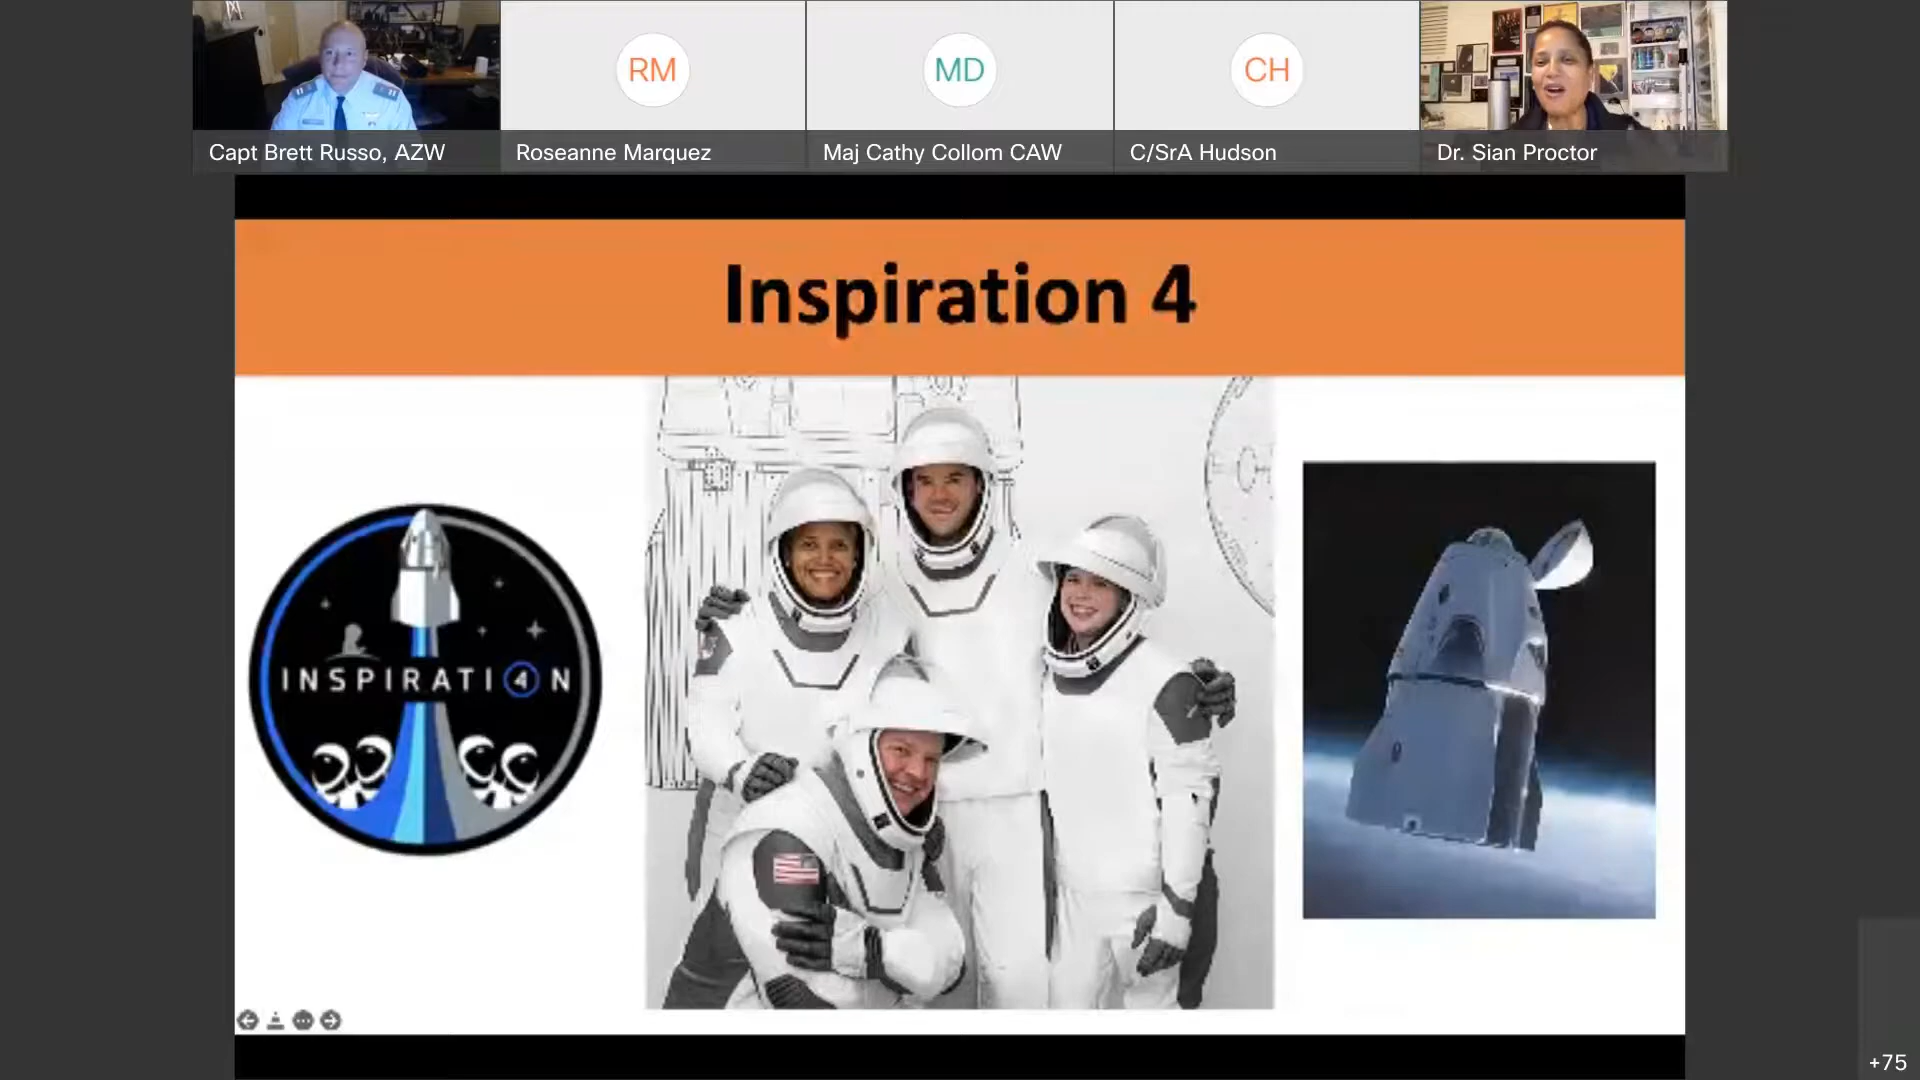 RM
MD
CH
Capt Brett Russo, AZW
Roseanne Marquez
Maj Cathy Collom CAW
C/SrA Hudson
Dr. Sian Proctor
Inspiration 4
INSPIRATI4N
+75